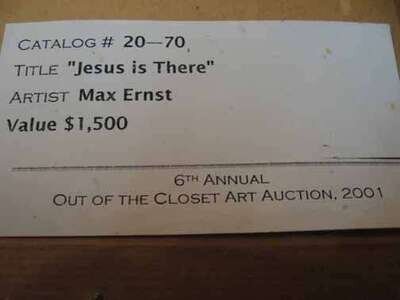 CATALOG # 20—70
TITLE "Jesus is There"
ARTIST Max Ernst
Value $1,500
6TH ANNUAL
OUT OF THE CLOSET ART AUCTION, 2001